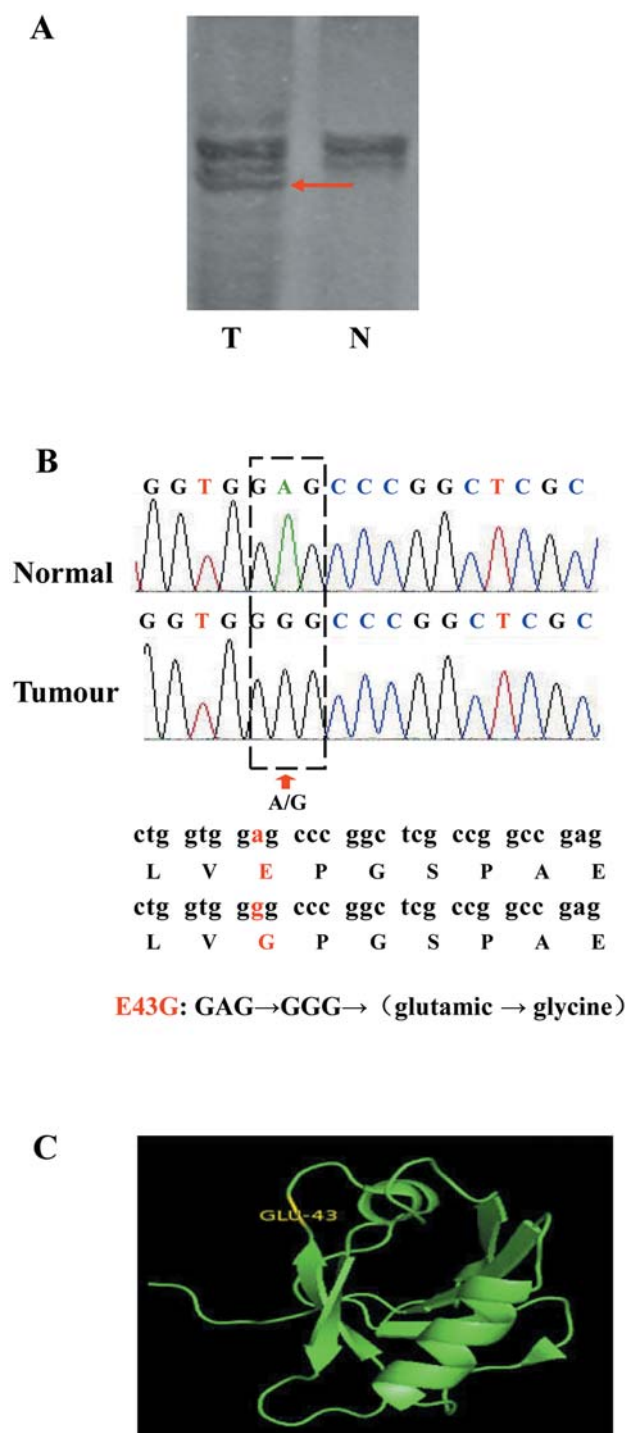 A
T N
B
G G T G G A G C C C G G C T C G C
Normal
G G T G G G G C C C G G C T C G C
Tumour
A/G
ctg gtg gag ccc ggc tcg ccg gcc gag
L V E P G S P A E
ctg gtg ggg ccc ggc tcg ccg gcc gag
L V G P G S P A E
E43G: GAG→GGG→（glutamic → glycine）
C
GLU-43